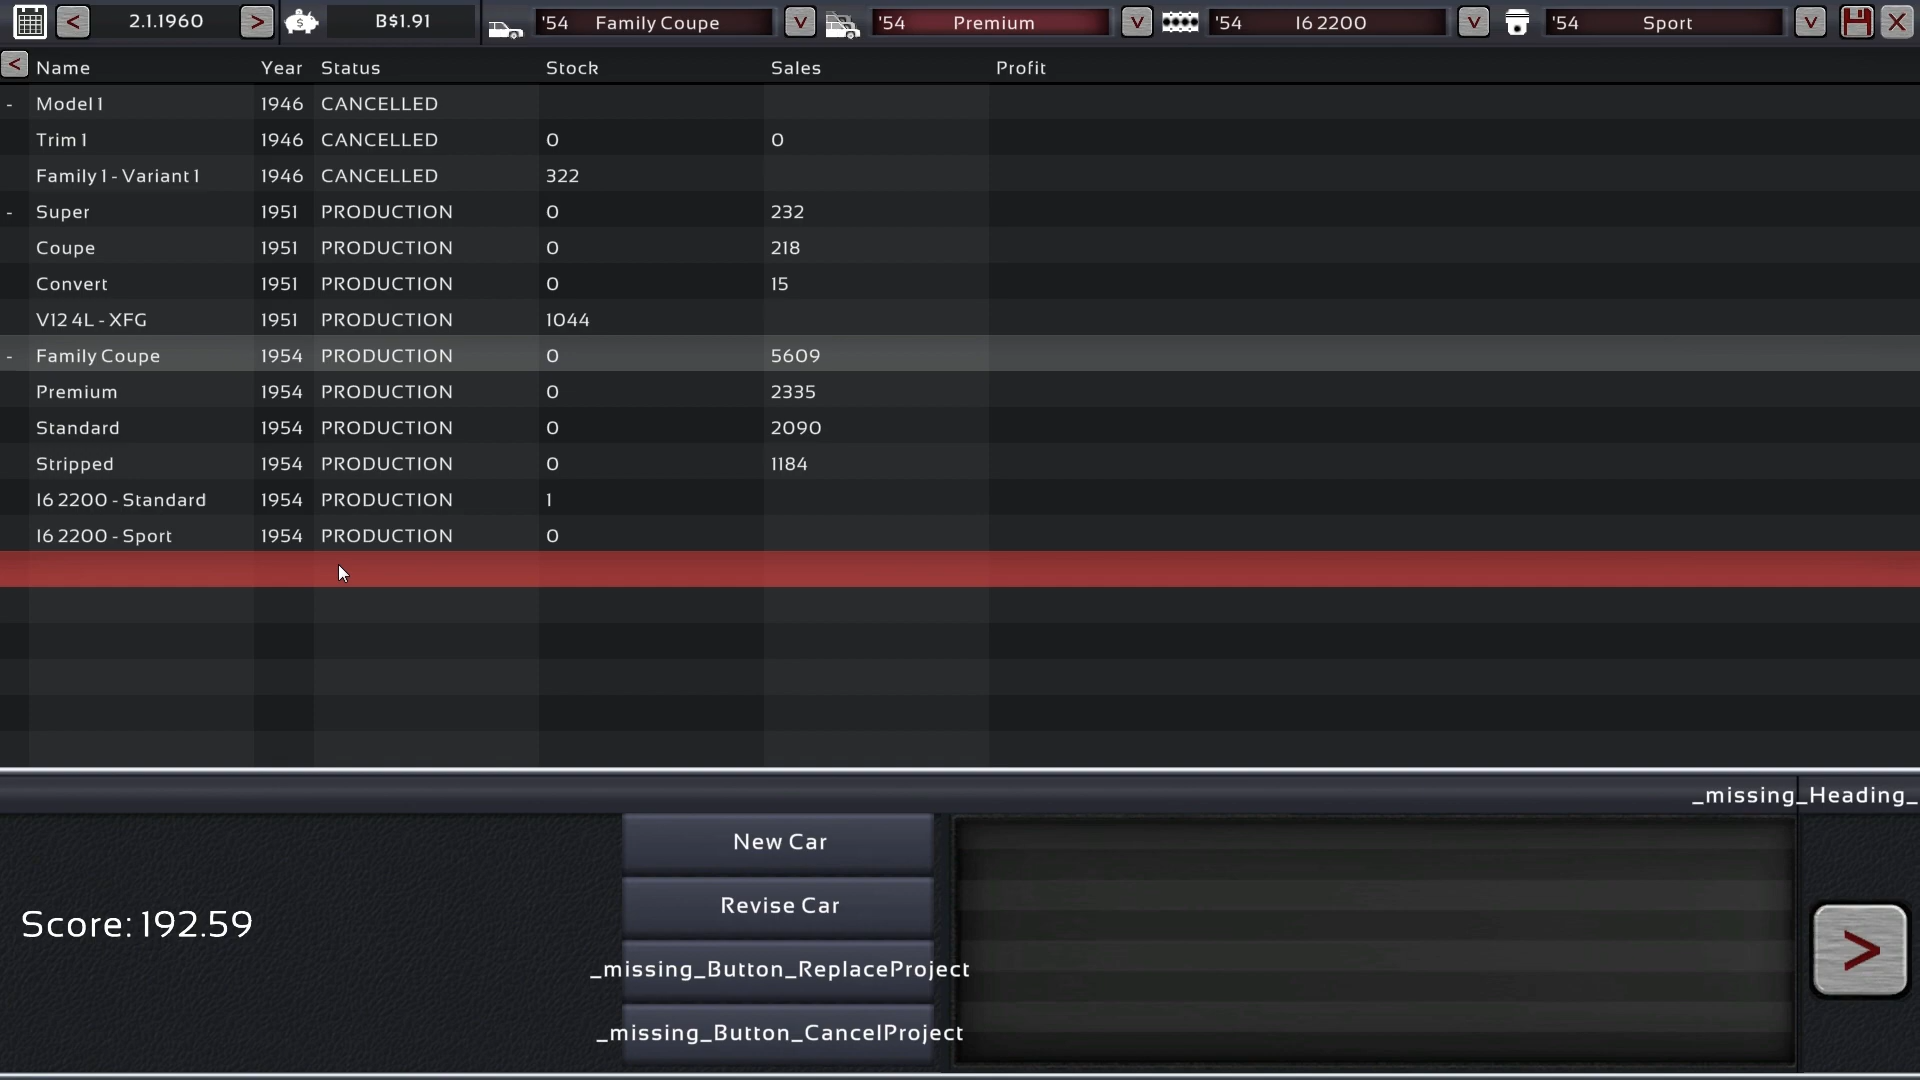 < 2.1.1960 > B$1.91 '54 Family Coupe V '54 Premium V '54 I6 2200 V '54 Sport V X
< Name Year Status Stock Sales Profit
- Model 1 1946 CANCELLED
Trim 1 1946 CANCELLED 0 0
Family 1 - Variant 1 1946 CANCELLED 322
- Super 1951 PRODUCTION 0 232
Coupe 1951 PRODUCTION 0 218
Convert 1951 PRODUCTION 0 15
V12 4L - XFG 1951 PRODUCTION 1044
- Family Coupe 1954 PRODUCTION 0 5609
Premium 1954 PRODUCTION 0 2335
Standard 1954 PRODUCTION 0 2090
Stripped 1954 PRODUCTION 0 1184
I6 2200 - Standard 1954 PRODUCTION 1
I6 2200 - Sport 1954 PRODUCTION 0
_missing_Heading_
New Car
Revise Car
Score: 192.59
_missing_Button_ReplaceProject
_missing_Button_CancelProject
>